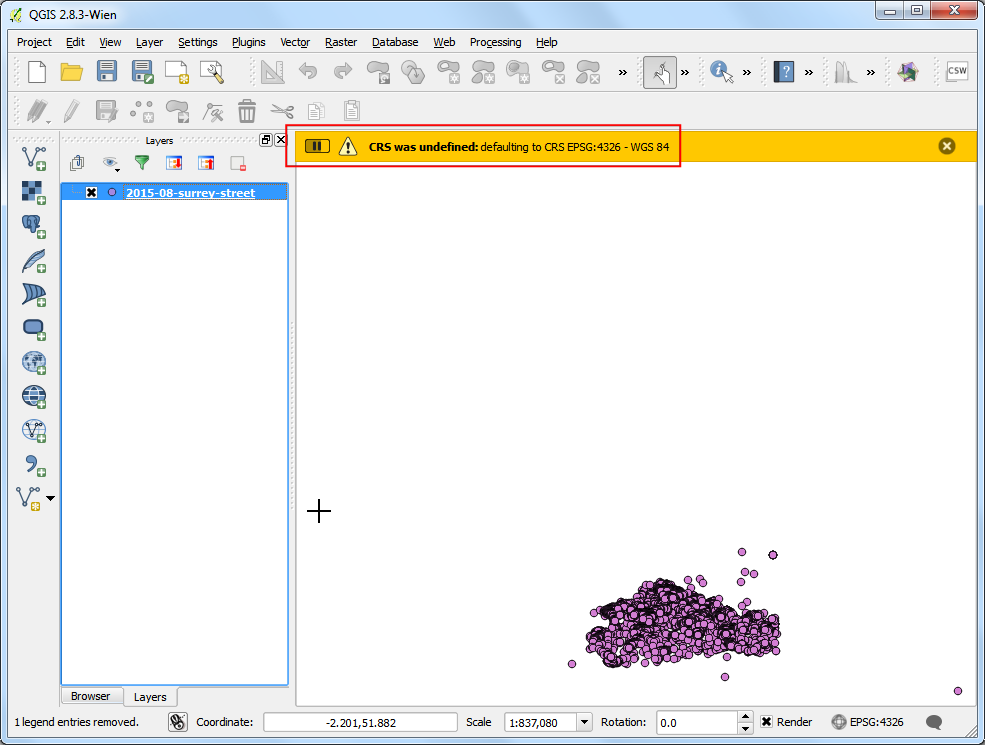 QGIS 2.8.3-Wien
Project Edit View Layer Settings Plugins Vector Raster Database Web Processing Help
»
»
»
»
»
CSW
Layers
CRS was undefined: defaulting to CRS EPSG:4326 - WGS 84
2015-08-surrey-street
Browser Layers
1 legend entries removed. Coordinate: -2.201,51.882 Scale 1:837,080 Rotation: 0.0 Render EPSG:4326